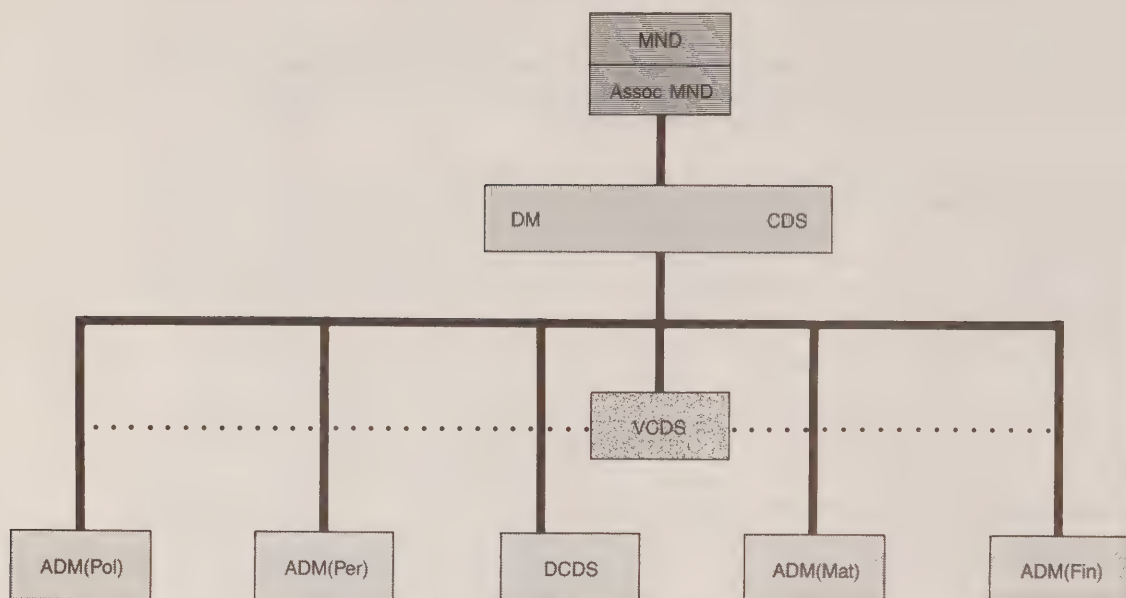 MND
Assoc MND
DM CDS
VCDS
ADM(Pol) ADM(Per) DCDS ADM(Mat) ADM(Fin)